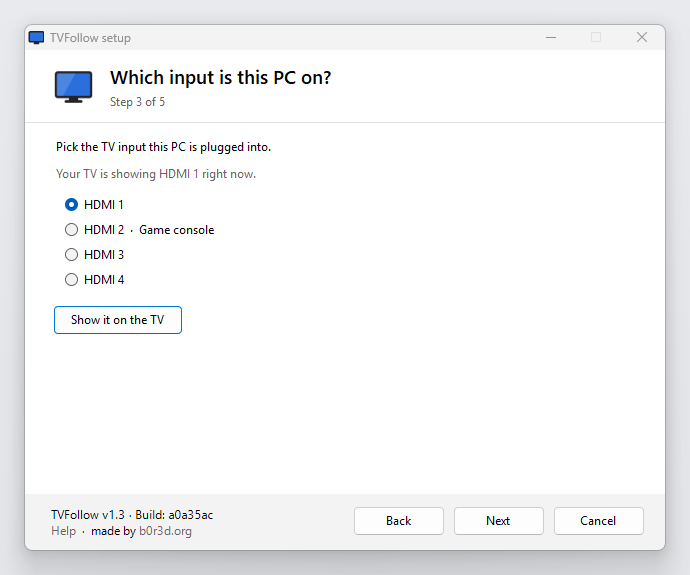 TVFollow setup
Which input is this PC on?
Step 3 of 5
Pick the TV input this PC is plugged into.
Your TV is showing HDMI 1 right now.
HDMI 1
HDMI 2 · Game console
HDMI 3
HDMI 4
Show it on the TV
TVFollow v1.3 · Build: a0a35ac
Help · made by b0r3d.org
Back
Next
Cancel